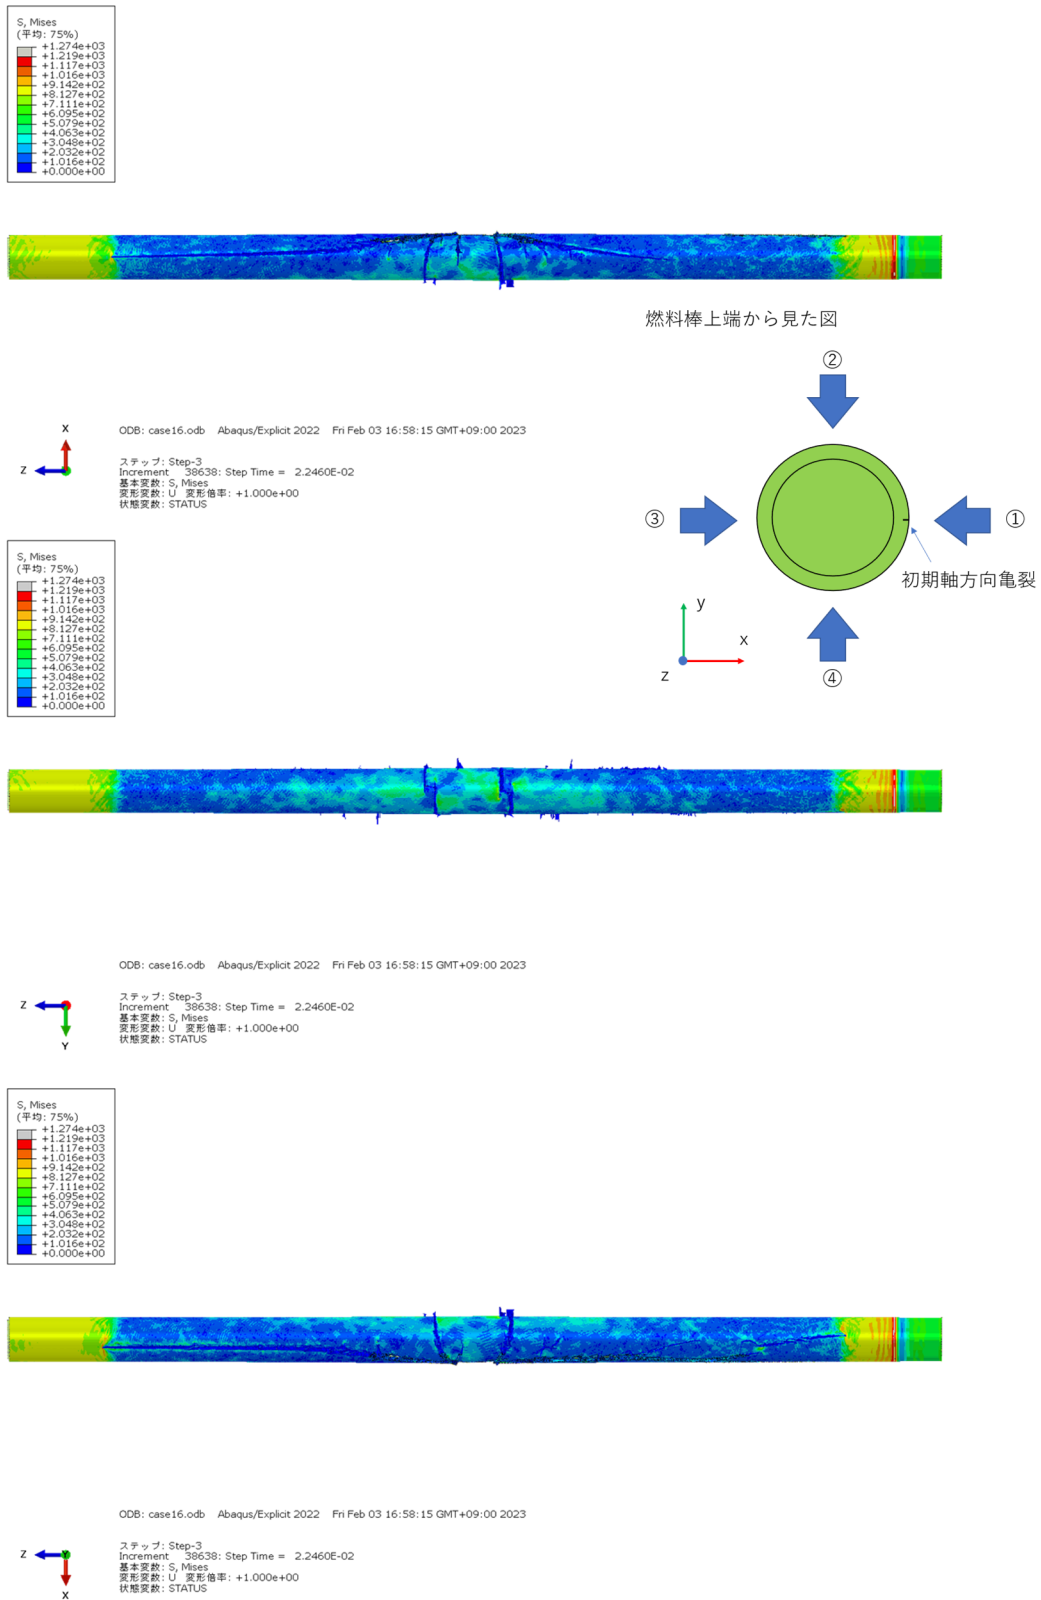 S, Mises
(平均: 75%)
+1.274e+03
+1.219e+03
+1.117e+03
+1.016e+03
+9.142e+02
+8.127e+02
+7.111e+02
+6.095e+02
+5.079e+02
+4.063e+02
+3.048e+02
+2.032e+02
+1.016e+02
+0.000e+00
燃料棒上端から見た図
②
③
①
初期軸方向亀裂
④
y
x
z
X
Z
ODB: case16.odb Abaqus/Explicit 2022 Fri Feb 03 16:58:15 GMT+09:00 2023
ステップ: Step-3
Increment 38638: Step Time = 2.2460E-02
基本変数: S, Mises
変形変数: U 変形倍率: +1.000e+00
状態変数: STATUS
S, Mises
(平均: 75%)
+1.274e+03
+1.219e+03
+1.117e+03
+1.016e+03
+9.142e+02
+8.127e+02
+7.111e+02
+6.095e+02
+5.079e+02
+4.063e+02
+3.048e+02
+2.032e+02
+1.016e+02
+0.000e+00
Z
Y
ODB: case16.odb Abaqus/Explicit 2022 Fri Feb 03 16:58:15 GMT+09:00 2023
ステップ: Step-3
Increment 38638: Step Time = 2.2460E-02
基本変数: S, Mises
変形変数: U 変形倍率: +1.000e+00
状態変数: STATUS
S, Mises
(平均: 75%)
+1.274e+03
+1.219e+03
+1.117e+03
+1.016e+03
+9.142e+02
+8.127e+02
+7.111e+02
+6.095e+02
+5.079e+02
+4.063e+02
+3.048e+02
+2.032e+02
+1.016e+02
+0.000e+00
Z
Y
X
ODB: case16.odb Abaqus/Explicit 2022 Fri Feb 03 16:58:15 GMT+09:00 2023
ステップ: Step-3
Increment 38638: Step Time = 2.2460E-02
基本変数: S, Mises
変形変数: U 変形倍率: +1.000e+00
状態変数: STATUS